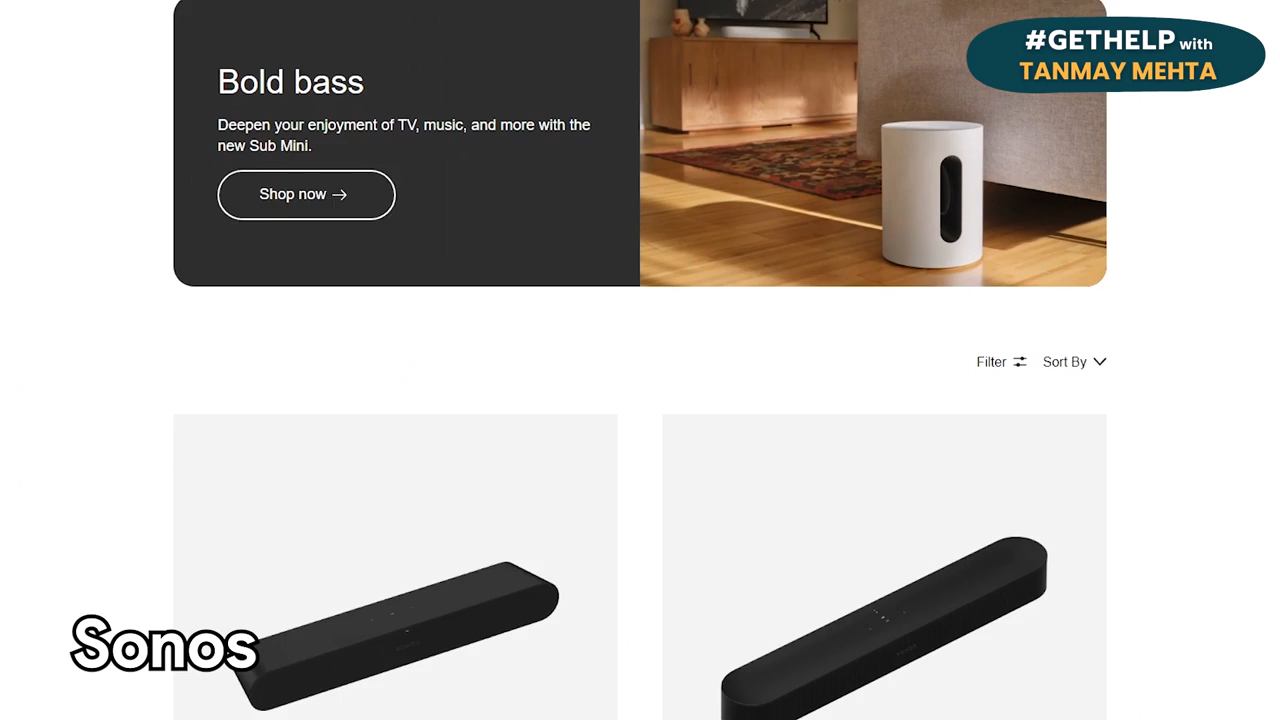 #GETHELP with
TANMAY MEHTA
Bold bass
Deepen your enjoyment of TV, music, and more with the
new Sub Mini.
Shop now →
Filter
Sort By
Sonos